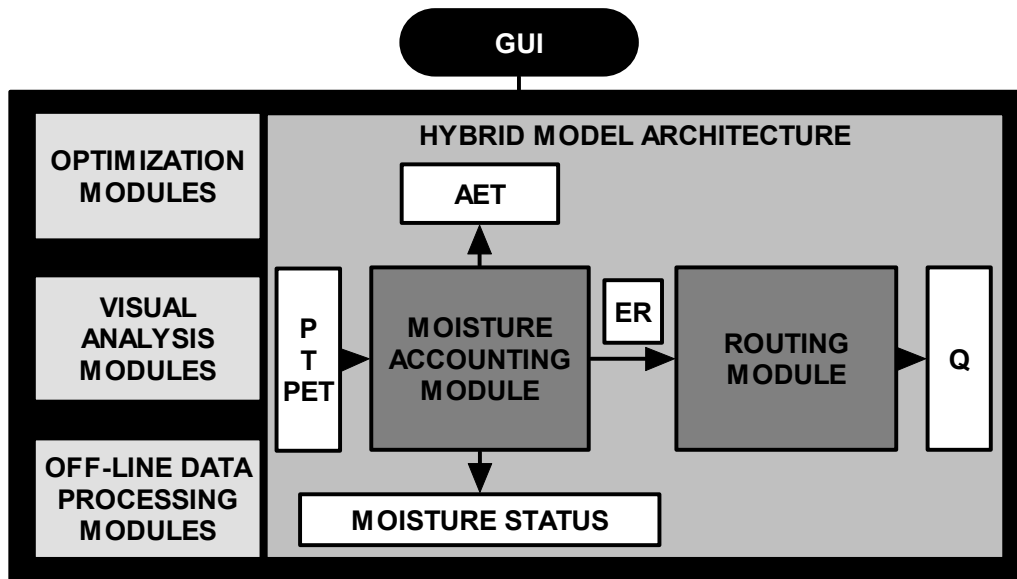 GUI
OPTIMIZATION
MODULES
VISUAL
ANALYSIS
MODULES
OFF-LINE DATA
PROCESSING
MODULES
HYBRID MODEL ARCHITECTURE
AET
P
T
PET
MOISTURE
ACCOUNTING
MODULE
ER
ROUTING
MODULE
Q
MOISTURE STATUS